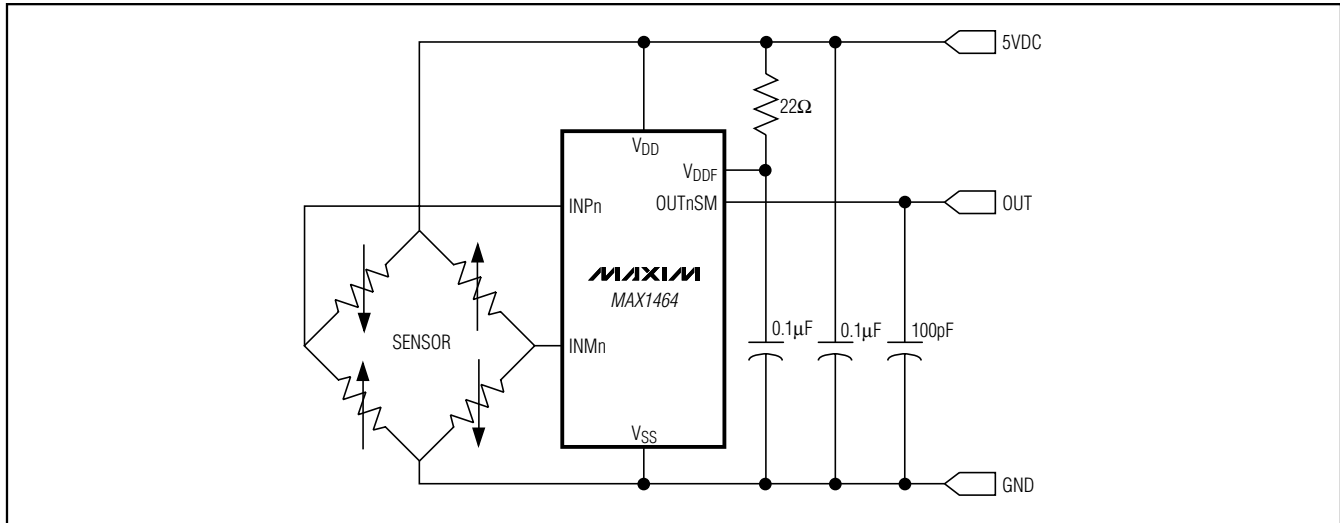 5VDC
22Ω
VDD
VDDF
INPn
OUTnSM
OUT
MAXIM
MAX1464
0.1μF
0.1μF
100pF
SENSOR
INMn
VSS
GND